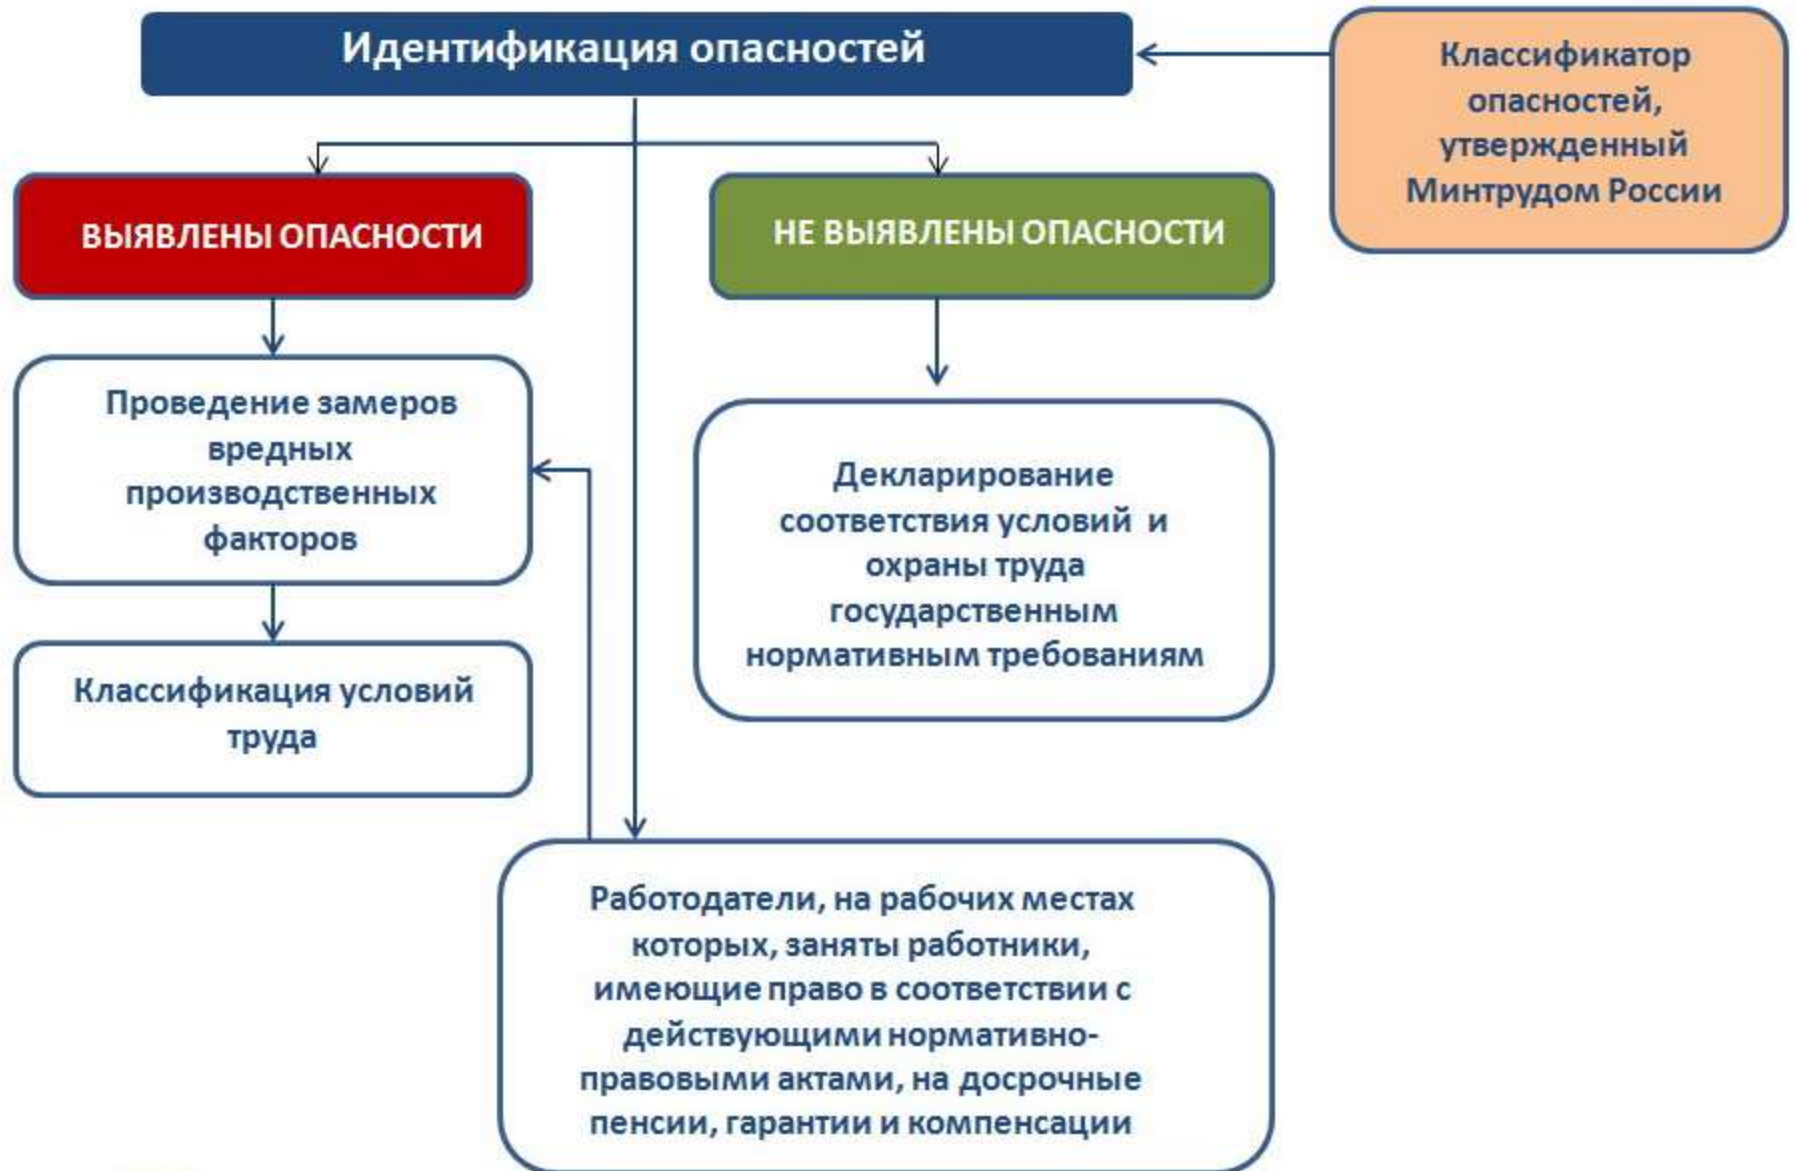 Идентификация опасностей
Классификатор
опасностей,
утвержденный
Минтрудом России
ВЫЯВЛЕНЫ ОПАСНОСТИ
НЕ ВЫЯВЛЕНЫ ОПАСНОСТИ
Проведение замеров
вредных
производственных
факторов
Декларирование
соответствия условий и
охраны труда
государственным
нормативным требованиям
Классификация условий
труда
Работодатели, на рабочих местах
которых, заняты работники,
имеющие право в соответствии с
действующими нормативно-
правовыми актами, на досрочные
пенсии, гарантии и компенсации